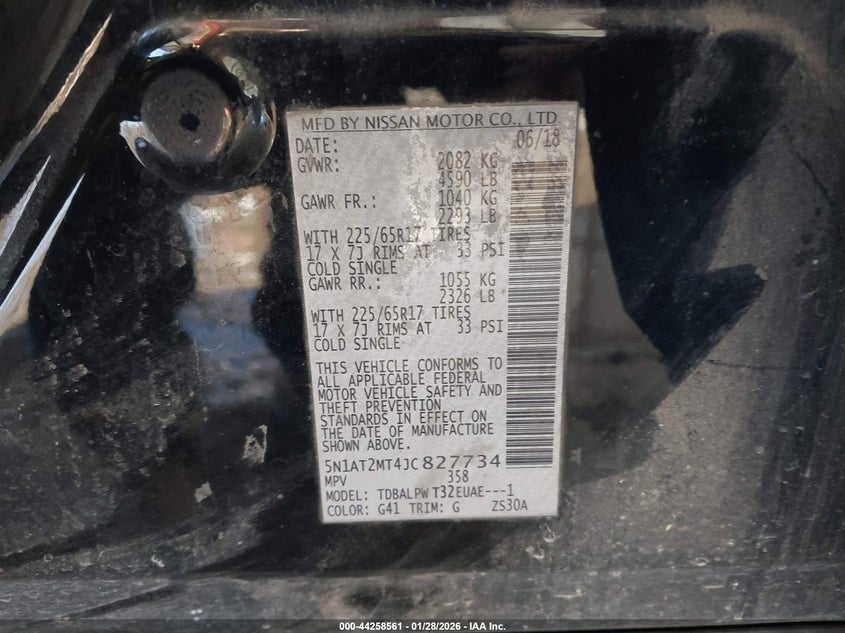 MFD BY NISSAN MOTOR CO., LTD.
DATE: 06/18
GVWR: 2082 KG
4590 LB
GAWR FR.: 1040 KG
2293 LB
WITH 225/65R17 TIRES
17 X 7J RIMS AT 33 PSI
COLD SINGLE
GAWR RR.: 1055 KG
2326 LB
WITH 225/65R17 TIRES
17 X 7J RIMS AT 33 PSI
COLD SINGLE
THIS VEHICLE CONFORMS TO
ALL APPLICABLE FEDERAL
MOTOR VEHICLE SAFETY AND
THEFT PREVENTION
STANDARDS IN EFFECT ON
THE DATE OF MANUFACTURE
SHOWN ABOVE.
5N1AT2MT4JC827734
MPV 358
MODEL: TDBALPW T32EUAE---1
COLOR: G41 TRIM: G ZS30A
000-44258561 - 01/28/2026 - IAA Inc.